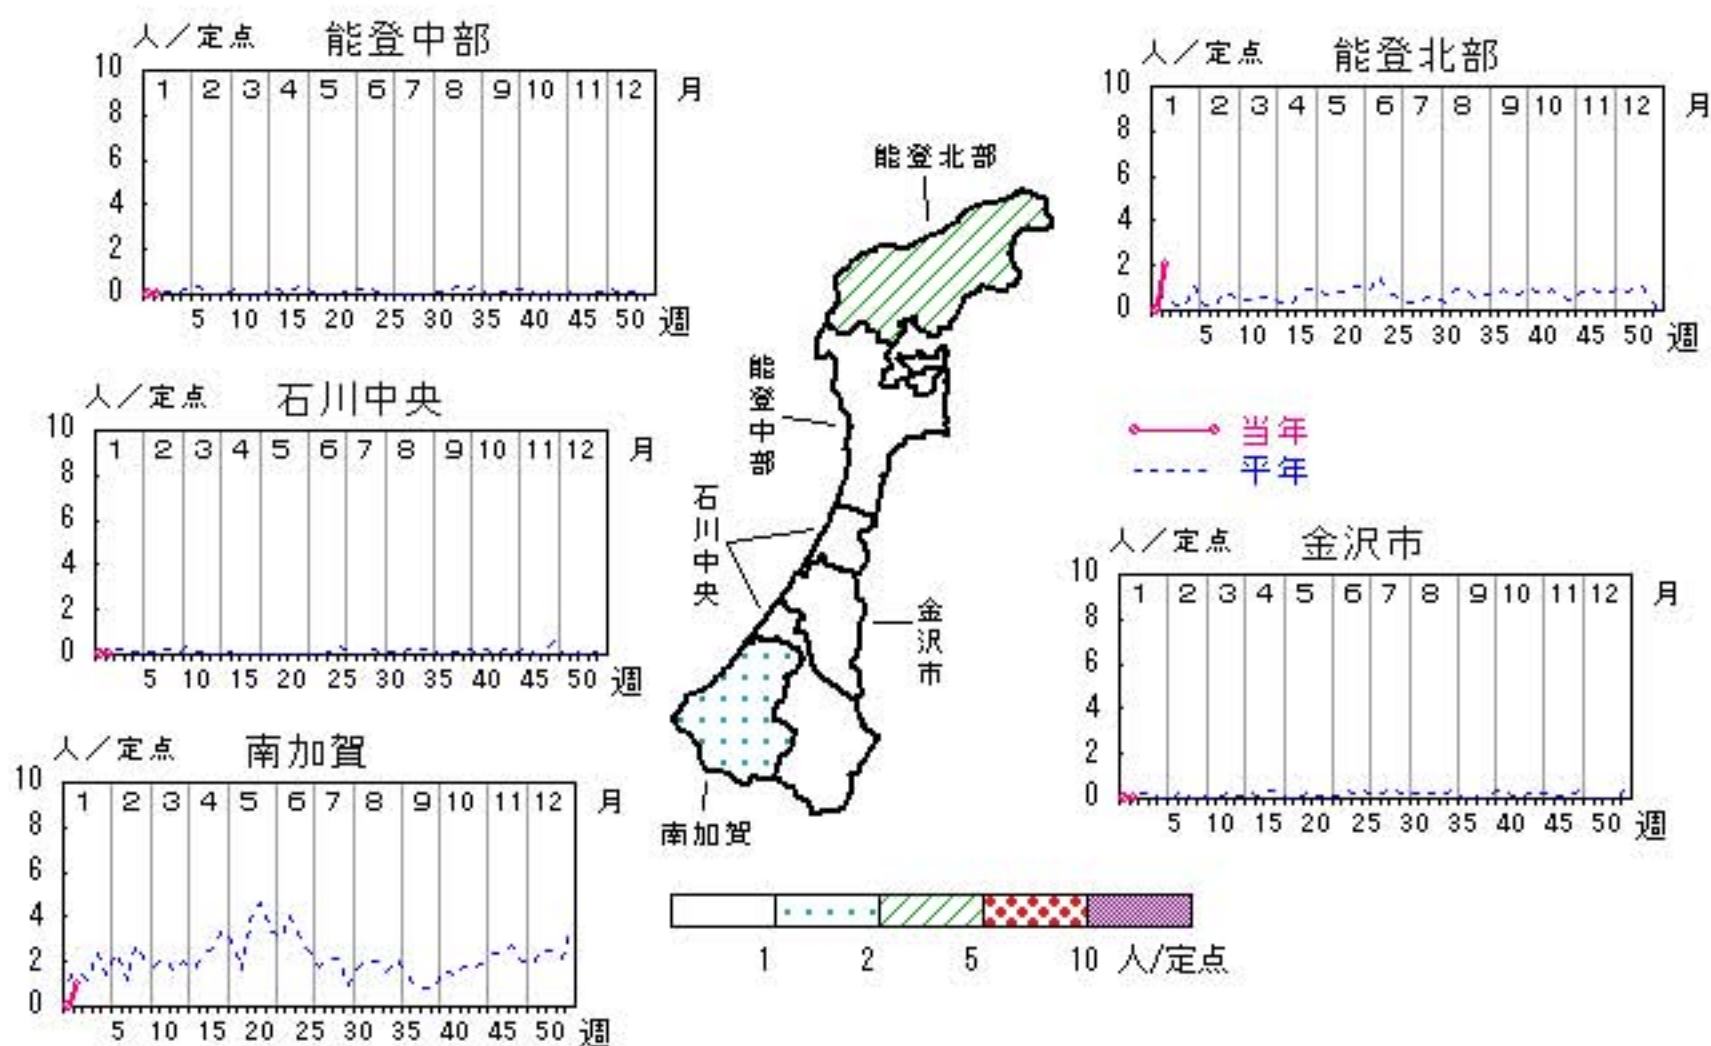 人／定点 能登中部
10 8 6 4 2 0
1 2 3 4 5 6 7 8 9 10 11 12 月
5 10 15 20 25 30 35 40 45 50 週
人／定点 能登北部
10 8 6 4 2 0
1 2 3 4 5 6 7 8 9 10 11 12 月
5 10 15 20 25 30 35 40 45 50 週
能登北部
能登中部
石川中央
金沢市
南加賀
人／定点 石川中央
10 8 6 4 2 0
1 2 3 4 5 6 7 8 9 10 11 12 月
5 10 15 20 25 30 35 40 45 50 週
当年
平年
人／定点 金沢市
10 8 6 4 2 0
1 2 3 4 5 6 7 8 9 10 11 12 月
5 10 15 20 25 30 35 40 45 50 週
人／定点 南加賀
10 8 6 4 2 0
1 2 3 4 5 6 7 8 9 10 11 12 月
5 10 15 20 25 30 35 40 45 50 週
1 2 5 10 人/定点